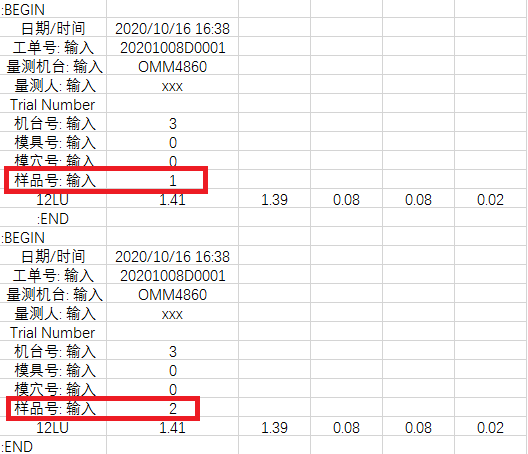 :BEGIN
日期/时间 2020/10/16 16:38
工单号: 输入 20201008D0001
量测机台: 输入 OMM4860
量测人: 输入 xxx
Trial Number
机台号: 输入 3
模具号: 输入 0
模穴号: 输入 0
样品号: 输入 1
12LU 1.41 1.39 0.08 0.08 0.02
:END
:BEGIN
日期/时间 2020/10/16 16:38
工单号: 输入 20201008D0001
量测机台: 输入 OMM4860
量测人: 输入 xxx
Trial Number
机台号: 输入 3
模具号: 输入 0
模穴号: 输入 0
样品号: 输入 2
12LU 1.41 1.39 0.08 0.08 0.02
:END